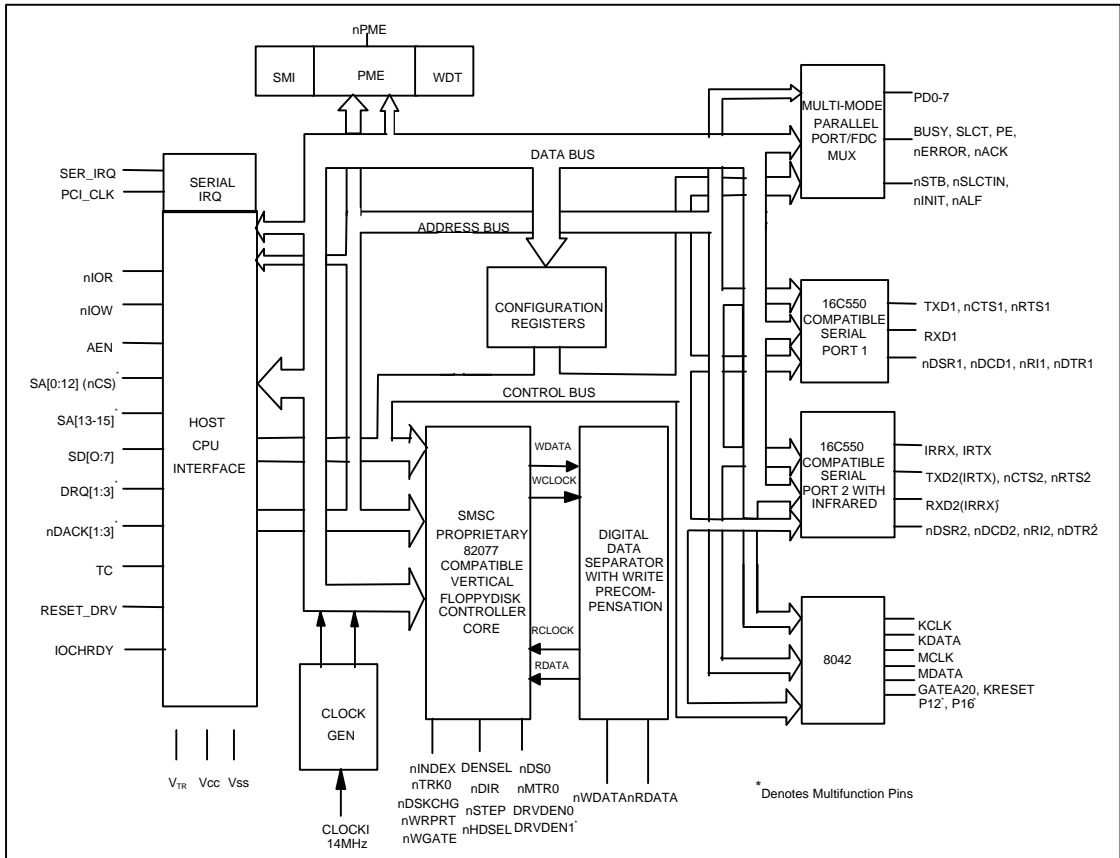 nPME
SMI
PME
WDT
SER_IRQ
PCI_CLK
SERIAL
IRQ
nIOR
nIOW
AEN
SA[0:12] (nCS)*
SA[13-15]*
SD[O:7]
DRQ[1:3]*
nDACK[1:3]*
TC
RESET_DRV
IOCHRDY
HOST
CPU
INTERFACE
VTR
Vcc
Vss
DATA BUS
ADDRESS BUS
CONFIGURATION
REGISTERS
CONTROL BUS
CLOCK
GEN
CLOCKI
14MHz
SMSC
PROPRIETARY
82077
COMPATIBLE
VERTICAL
FLOPPYDISK
CONTROLLER
CORE
WDATA
WCLOCK
RCLOCK
RDATA
DIGITAL
DATA
SEPARATOR
WITH WRITE
PRECOM-
PENSATION
nINDEX
nTRK0
nDSKCHG
nWRPRT
nWGATE
DENSEL
nDIR
nSTEP
nHDSEL
nDS0
nMTR0
DRVDEN0
DRVDEN1*
nWDATA
nRDATA
MULTI-MODE
PARALLEL
PORT/FDC
MUX
PD0-7
BUSY, SLCT, PE,
nERROR, nACK
nSTB, nSLCTIN,
nINIT, nALF
16C550
COMPATIBLE
SERIAL
PORT 1
TXD1, nCTS1, nRTS1
RXD1
nDSR1, nDCD1, nRI1, nDTR1
16C550
COMPATIBLE
SERIAL
PORT 2 WITH
INFRARED
IRRX, IRTX
TXD2(IRTX), nCTS2, nRTS2*
RXD2(IRRX)*
nDSR2, nDCD2, nRI2, nDTR2*
8042
KCLK
KDATA
MCLK
MDATA
GATEA20, KRESET
P12*, P16*
*Denotes Multifunction Pins